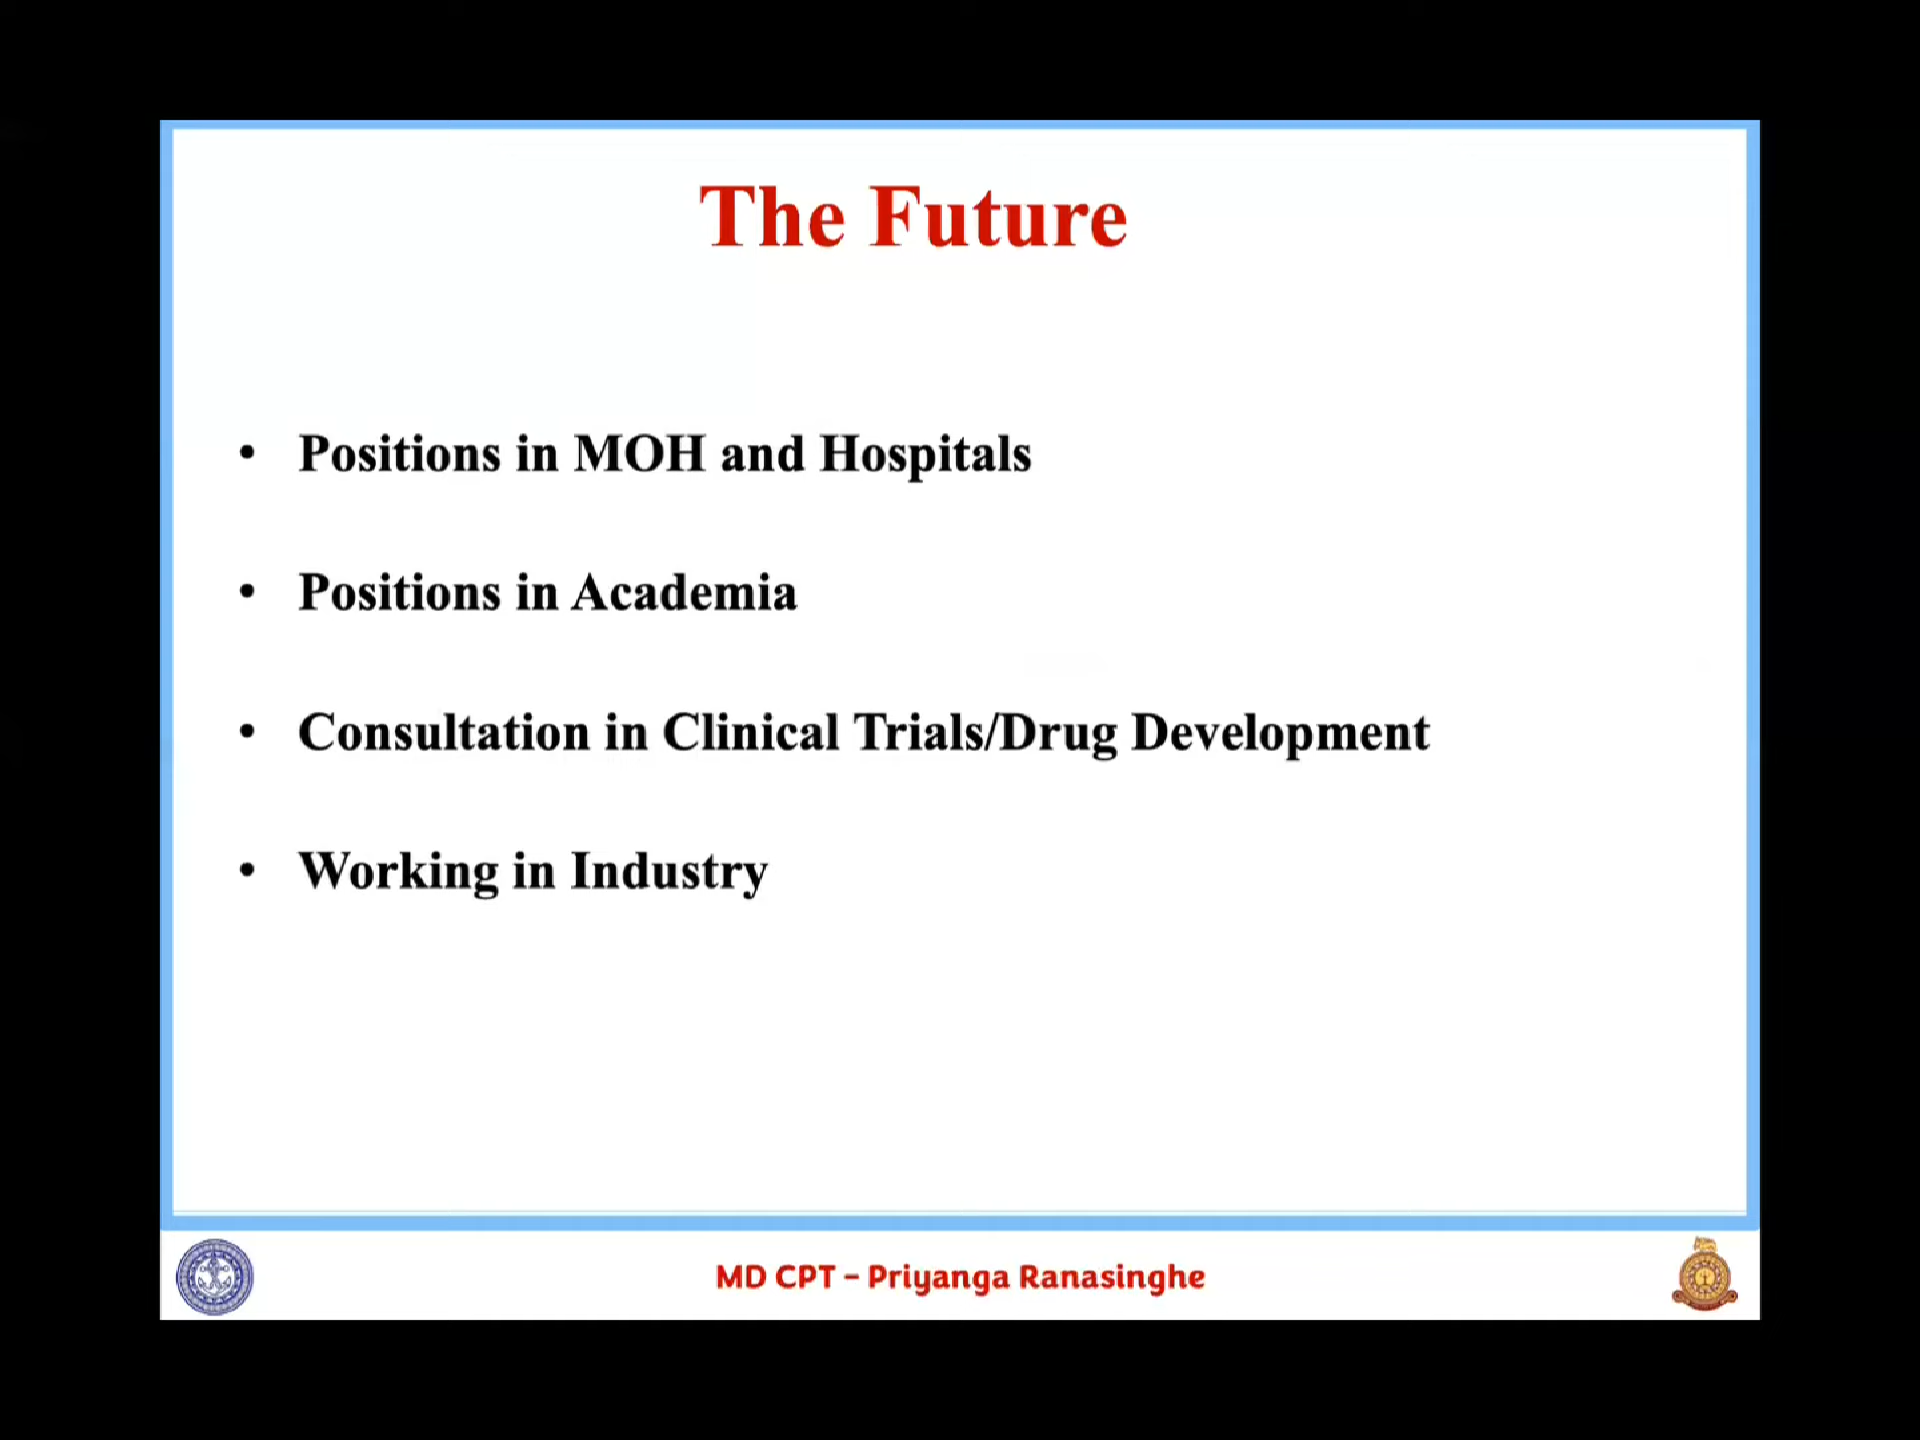 The Future
• Positions in MOH and Hospitals
• Positions in Academia
• Consultation in Clinical Trials/Drug Development
• Working in Industry
MD CPT – Priyanga Ranasinghe